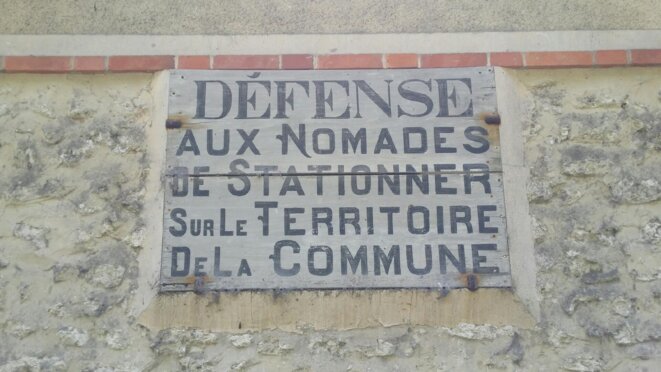 DÉFENSE
AUX NOMADES
DE STATIONNER
SUR LE TERRITOIRE
DE LA COMMUNE